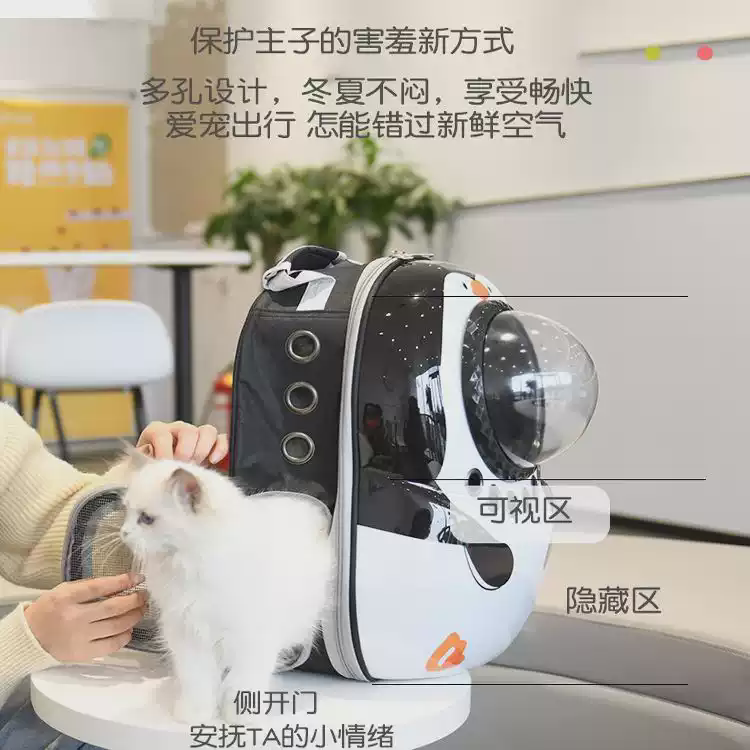 保护主子的害羞新方式
多孔设计，冬夏不闷，享受畅快
爱宠出行 怎能错过新鲜空气
可视区
隐藏区
侧开门
安抚TA的小情绪